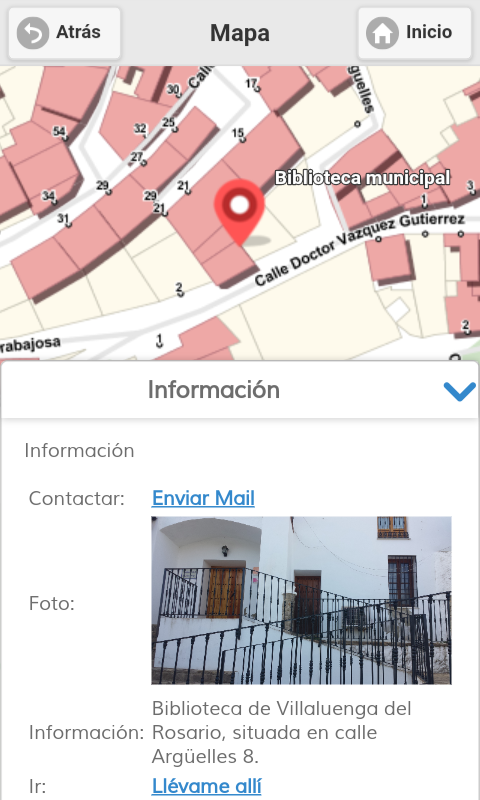 Atrás
Mapa
Inicio
Calle
30
17
guelles
54
32
25
15
27
29
29
21
34
31
21
Biblioteca municipal
1
3
Calle Doctor Vazquez Gutierrez
2
1
2
rabajosa
Información
Información
Contactar: Enviar Mail
Foto:
Biblioteca de Villaluenga del
Información: Rosario, situada en calle
Argüelles 8.
Ir: Llévame allí